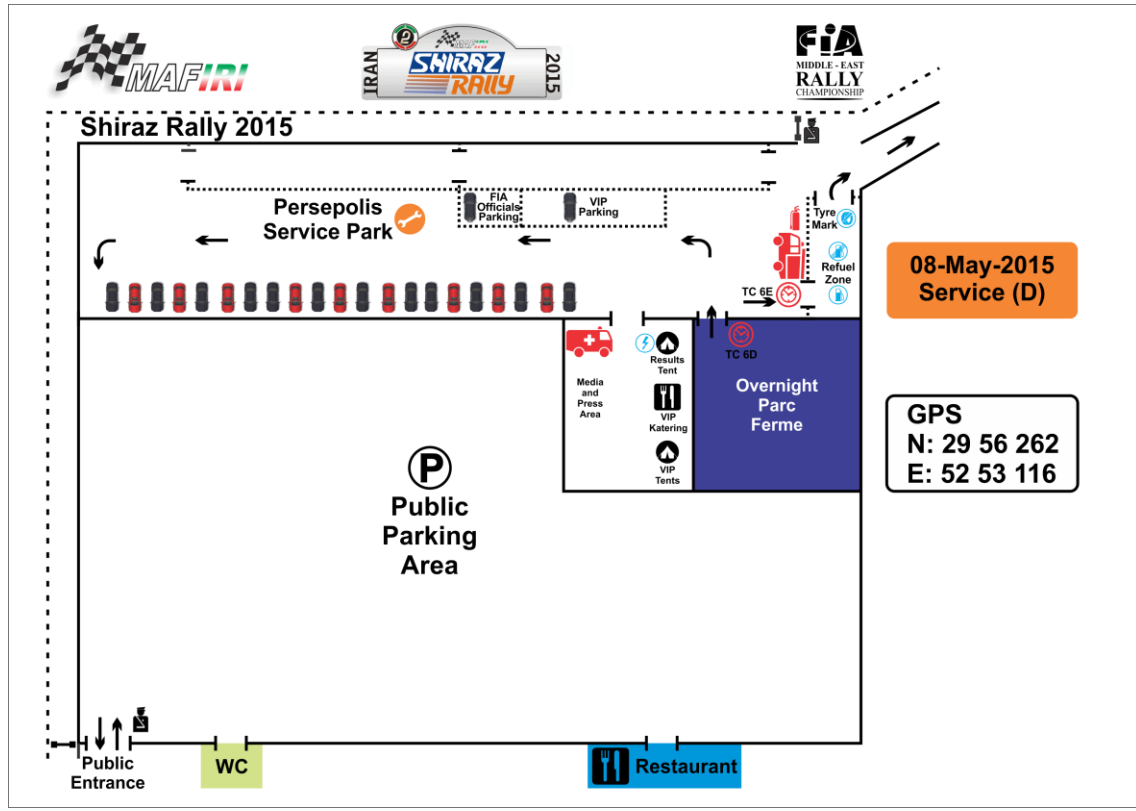 MAFIRI
IRAN
SHIRAZ
RALLY
2015
FiA
MIDDLE - EAST
RALLY
CHAMPIONSHIP
Shiraz Rally 2015
Persepolis
Service Park
FIA
Officials
Parking
VIP
Parking
Tyre
Mark
Refuel
Zone
TC 6E
08-May-2015
Service (D)
TC 6D
Results
Tent
Media
and
Press
Area
VIP
Katering
VIP
Tents
Overnight
Parc
Ferme
GPS
N: 29 56 262
E: 52 53 116
P
Public
Parking
Area
Public
Entrance
WC
Restaurant